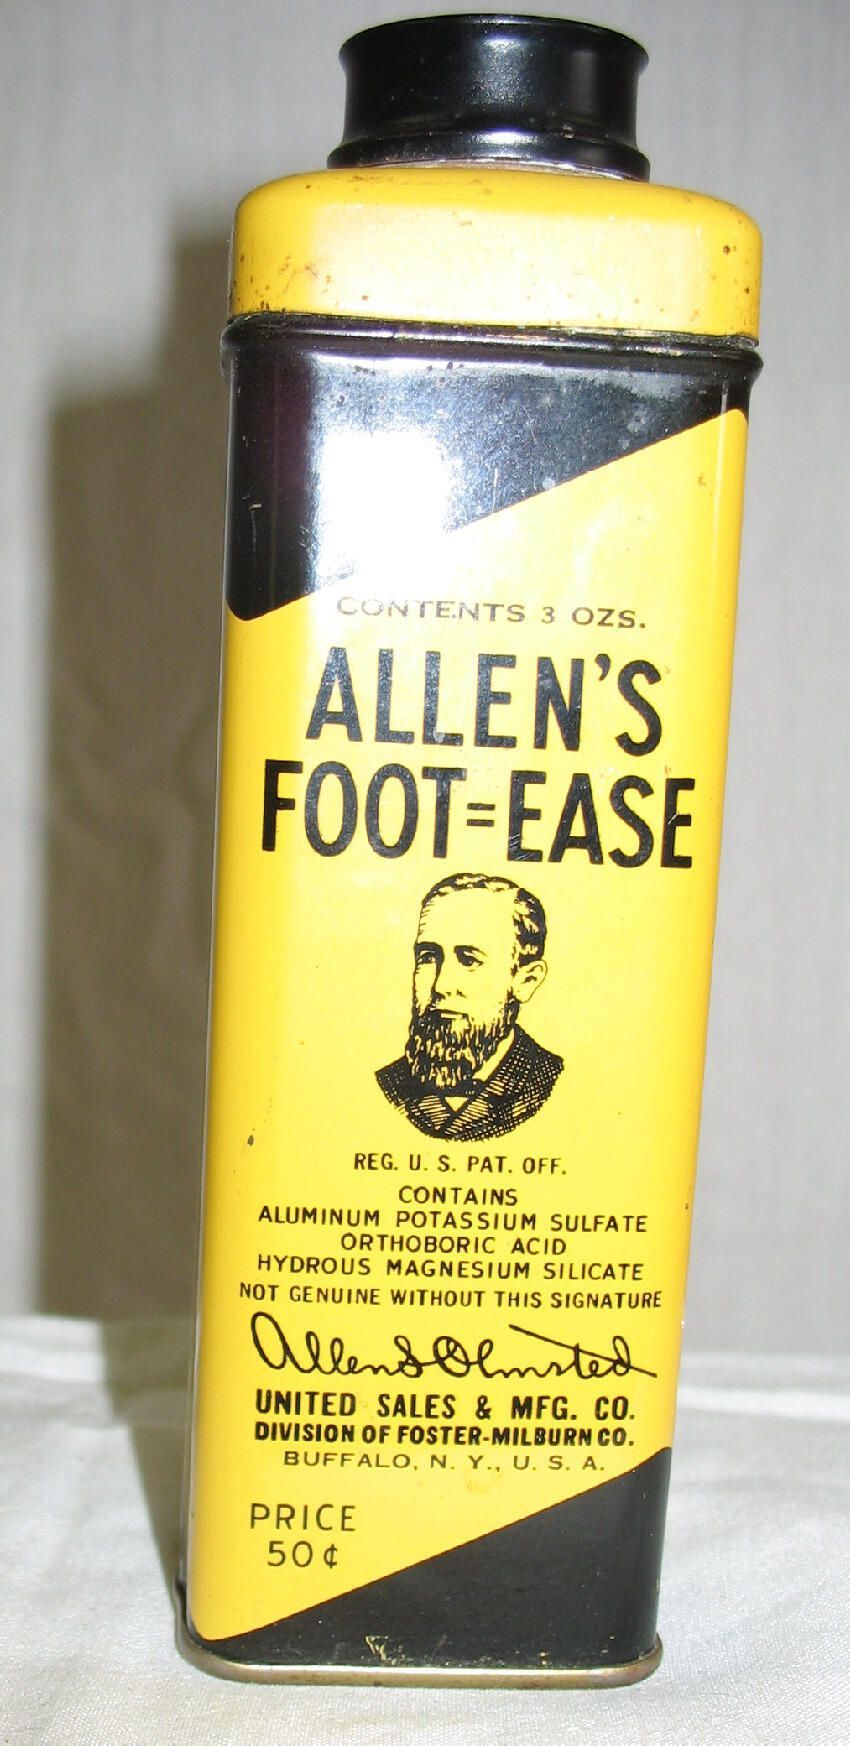 CONTENTS 3 OZS.
ALLEN'S
FOOT=EASE
REG. U. S. PAT. OFF.
CONTAINS
ALUMINUM POTASSIUM SULFATE
ORTHOBORIC ACID
HYDROUS MAGNESIUM SILICATE
NOT GENUINE WITHOUT THIS SIGNATURE
Allen S Olmsted
UNITED SALES & MFG. CO.
DIVISION OF FOSTER-MILBURN CO.
BUFFALO, N. Y., U. S. A.
PRICE
50¢